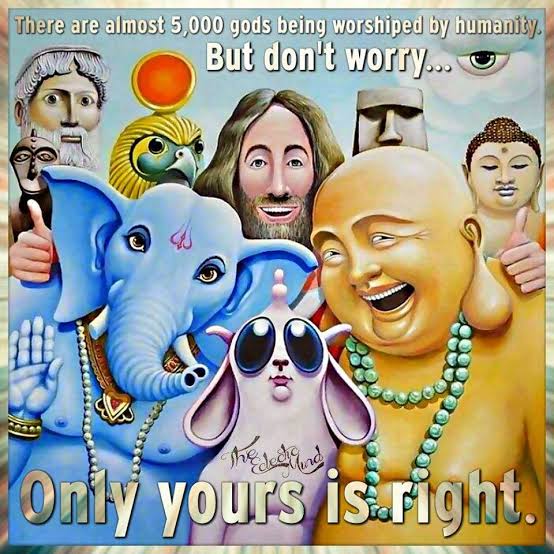 There are almost 5,000 gods being worshiped by humanity.
But don't worry...
The
Eclectic
Mind
Only yours is right.